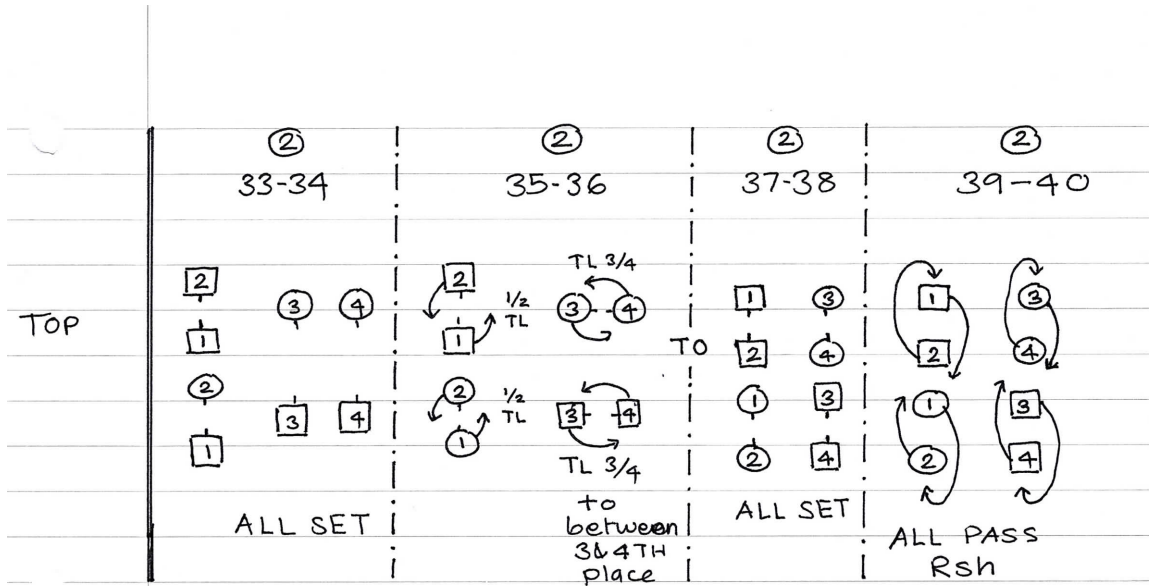 TOP
2
33-34
2
3 4
1
2
3 4
1
ALL SET
2
35-36
2
1/2
TL
1
TL 3/4
3 4
2
1/2
TL
1
3 4
TL 3/4
to
between
3&4TH
place
TO
2
37-38
1 3
2 4
1 3
2 4
ALL SET
2
39-40
1 3
2 4
1 3
2 4
ALL PASS
Rsh